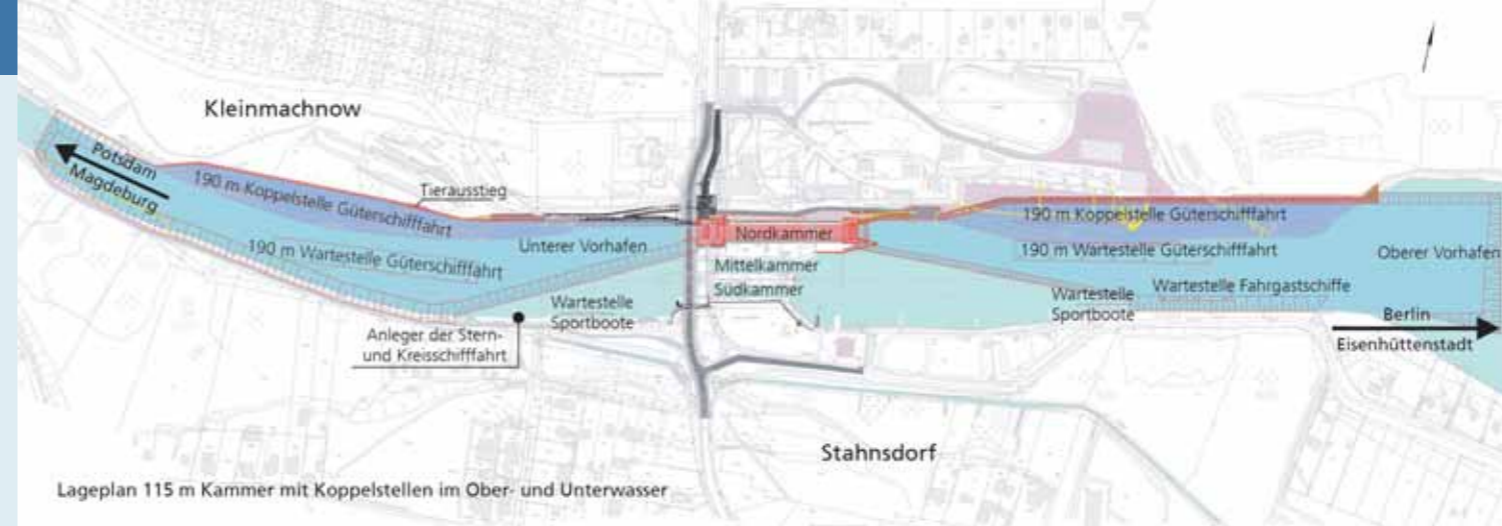 Kleinmachnow
Potsdam
Magdeburg
190 m Koppelstelle Güterschifffahrt
Tierausstieg
190 m Wartestelle Güterschifffahrt
Unterer Vorhafen
Nordkammer
Mittelkammer
Südkammer
190 m Koppelstelle Güterschifffahrt
190 m Wartestelle Güterschifffahrt
Oberer Vorhafen
Wartestelle
Sportboote
Wartestelle Fahrgastschiffe
Wartestelle
Sportboote
Anleger der Stern-
und Kreisschifffahrt
Berlin
Eisenhüttenstadt
Stahnsdorf
Lageplan 115 m Kammer mit Koppelstellen im Ober- und Unterwasser